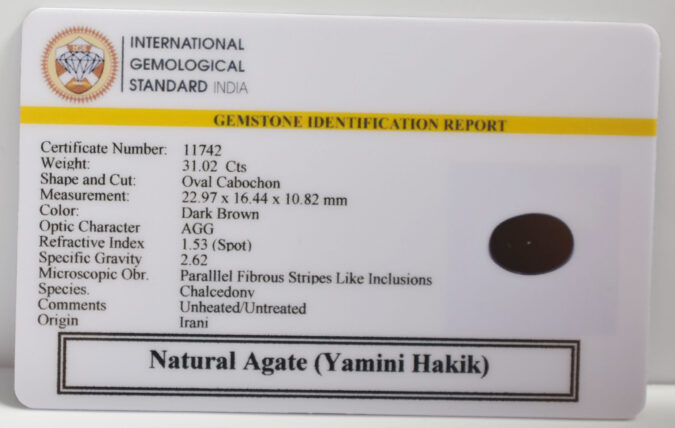 INTERNATIONAL
GEMOLOGICAL
STANDARD INDIA
GEMSTONE IDENTIFICATION REPORT
Certificate Number: 11742
Weight: 31.02 Cts
Shape and Cut: Oval Cabochon
Measurement: 22.97 x 16.44 x 10.82 mm
Color: Dark Brown
Optic Character AGG
Refractive Index 1.53 (Spot)
Specific Gravity 2.62
Microscopic Obr. Paralllel Fibrous Stripes Like Inclusions
Species. Chalcedony
Comments Unheated/Untreated
Origin Irani
Natural Agate (Yamini Hakik)